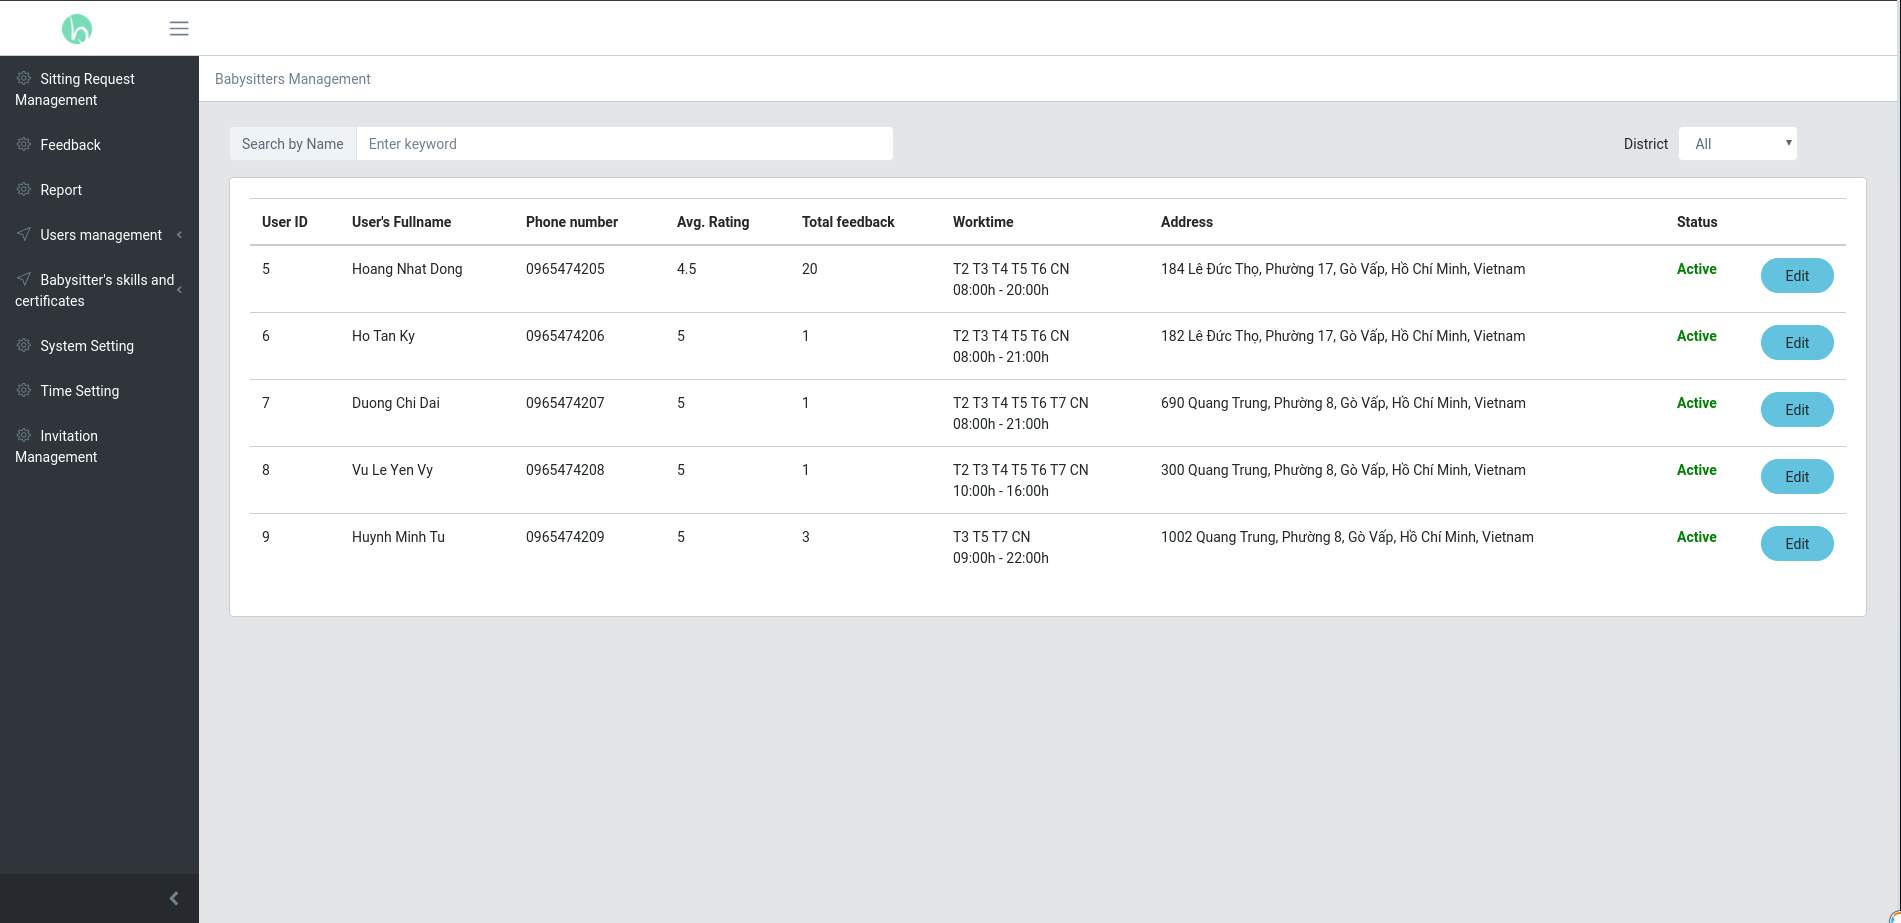 Sitting Request
Management
Feedback
Report
Users management
Babysitter's skills and
certificates
System Setting
Time Setting
Invitation
Management
Babysitters Management
Search by Name Enter keyword District All
User ID User's Fullname Phone number Avg. Rating Total feedback Worktime Address Status
5 Hoang Nhat Dong 0965474205 4.5 20 T2 T3 T4 T5 T6 CN 184 Lê Đức Thọ, Phường 17, Gò Vấp, Hồ Chí Minh, Vietnam Active Edit
08:00h - 20:00h
6 Ho Tan Ky 0965474206 5 1 T2 T3 T4 T5 T6 CN 182 Lê Đức Thọ, Phường 17, Gò Vấp, Hồ Chí Minh, Vietnam Active Edit
08:00h - 21:00h
7 Duong Chi Dai 0965474207 5 1 T2 T3 T4 T5 T6 T7 CN 690 Quang Trung, Phường 8, Gò Vấp, Hồ Chí Minh, Vietnam Active Edit
08:00h - 21:00h
8 Vu Le Yen Vy 0965474208 5 1 T2 T3 T4 T5 T6 T7 CN 300 Quang Trung, Phường 8, Gò Vấp, Hồ Chí Minh, Vietnam Active Edit
10:00h - 16:00h
9 Huynh Minh Tu 0965474209 5 3 T3 T5 T7 CN 1002 Quang Trung, Phường 8, Gò Vấp, Hồ Chí Minh, Vietnam Active Edit
09:00h - 22:00h